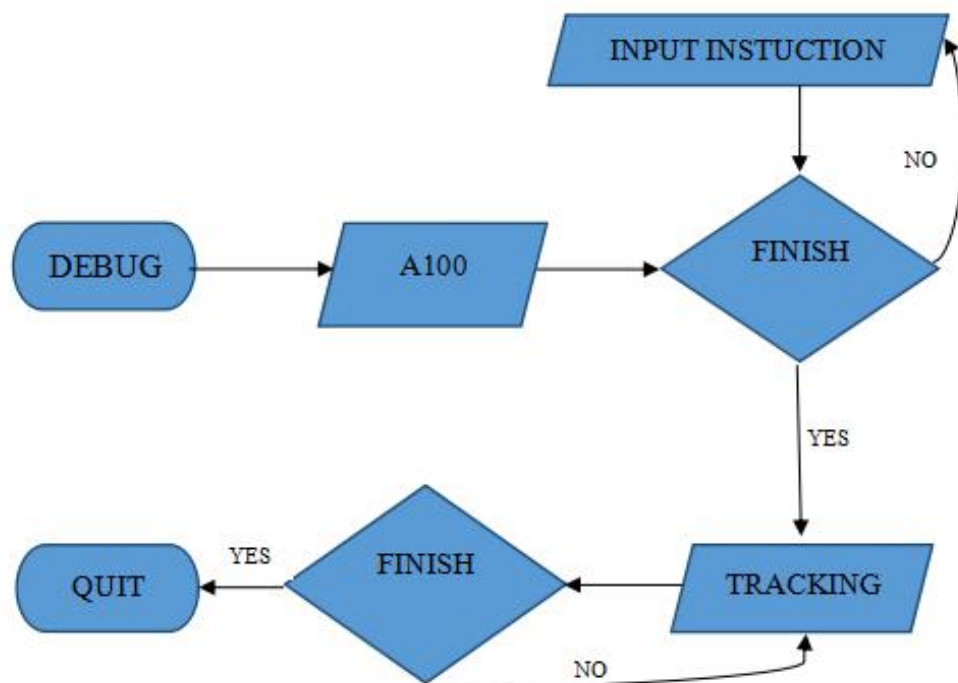 INPUT INSTUCTION
NO
DEBUG
A100
FINISH
YES
QUIT
YES
FINISH
TRACKING
NO